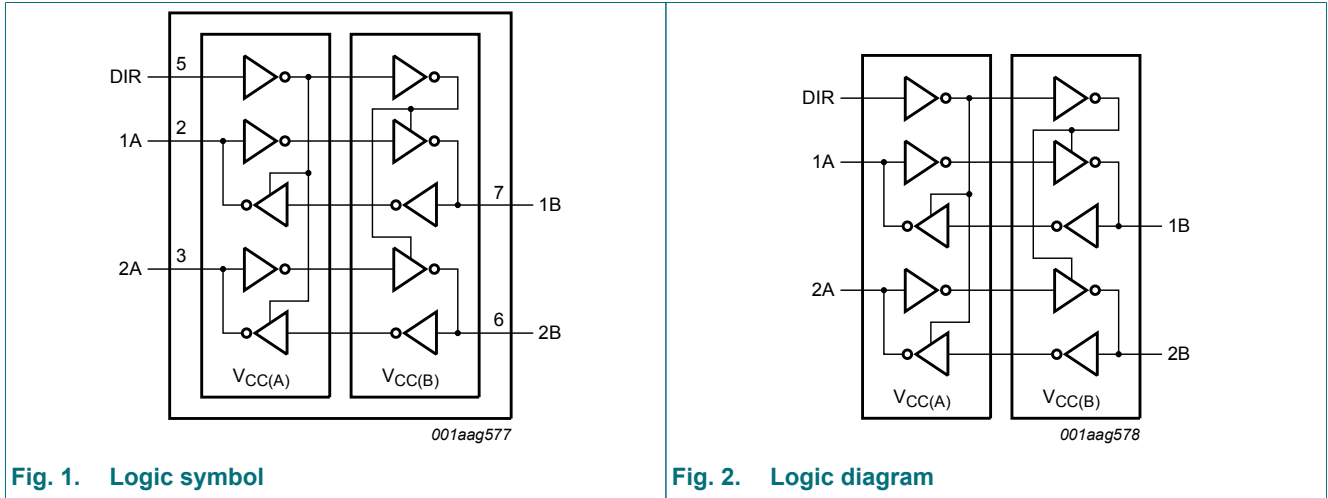 DIR 5
1A 2
7 1B
2A 3
6 2B
VCC(A) VCC(B)
001aag577
Fig. 1. Logic symbol
DIR
1A
1B
2A
2B
VCC(A) VCC(B)
001aag578
Fig. 2. Logic diagram